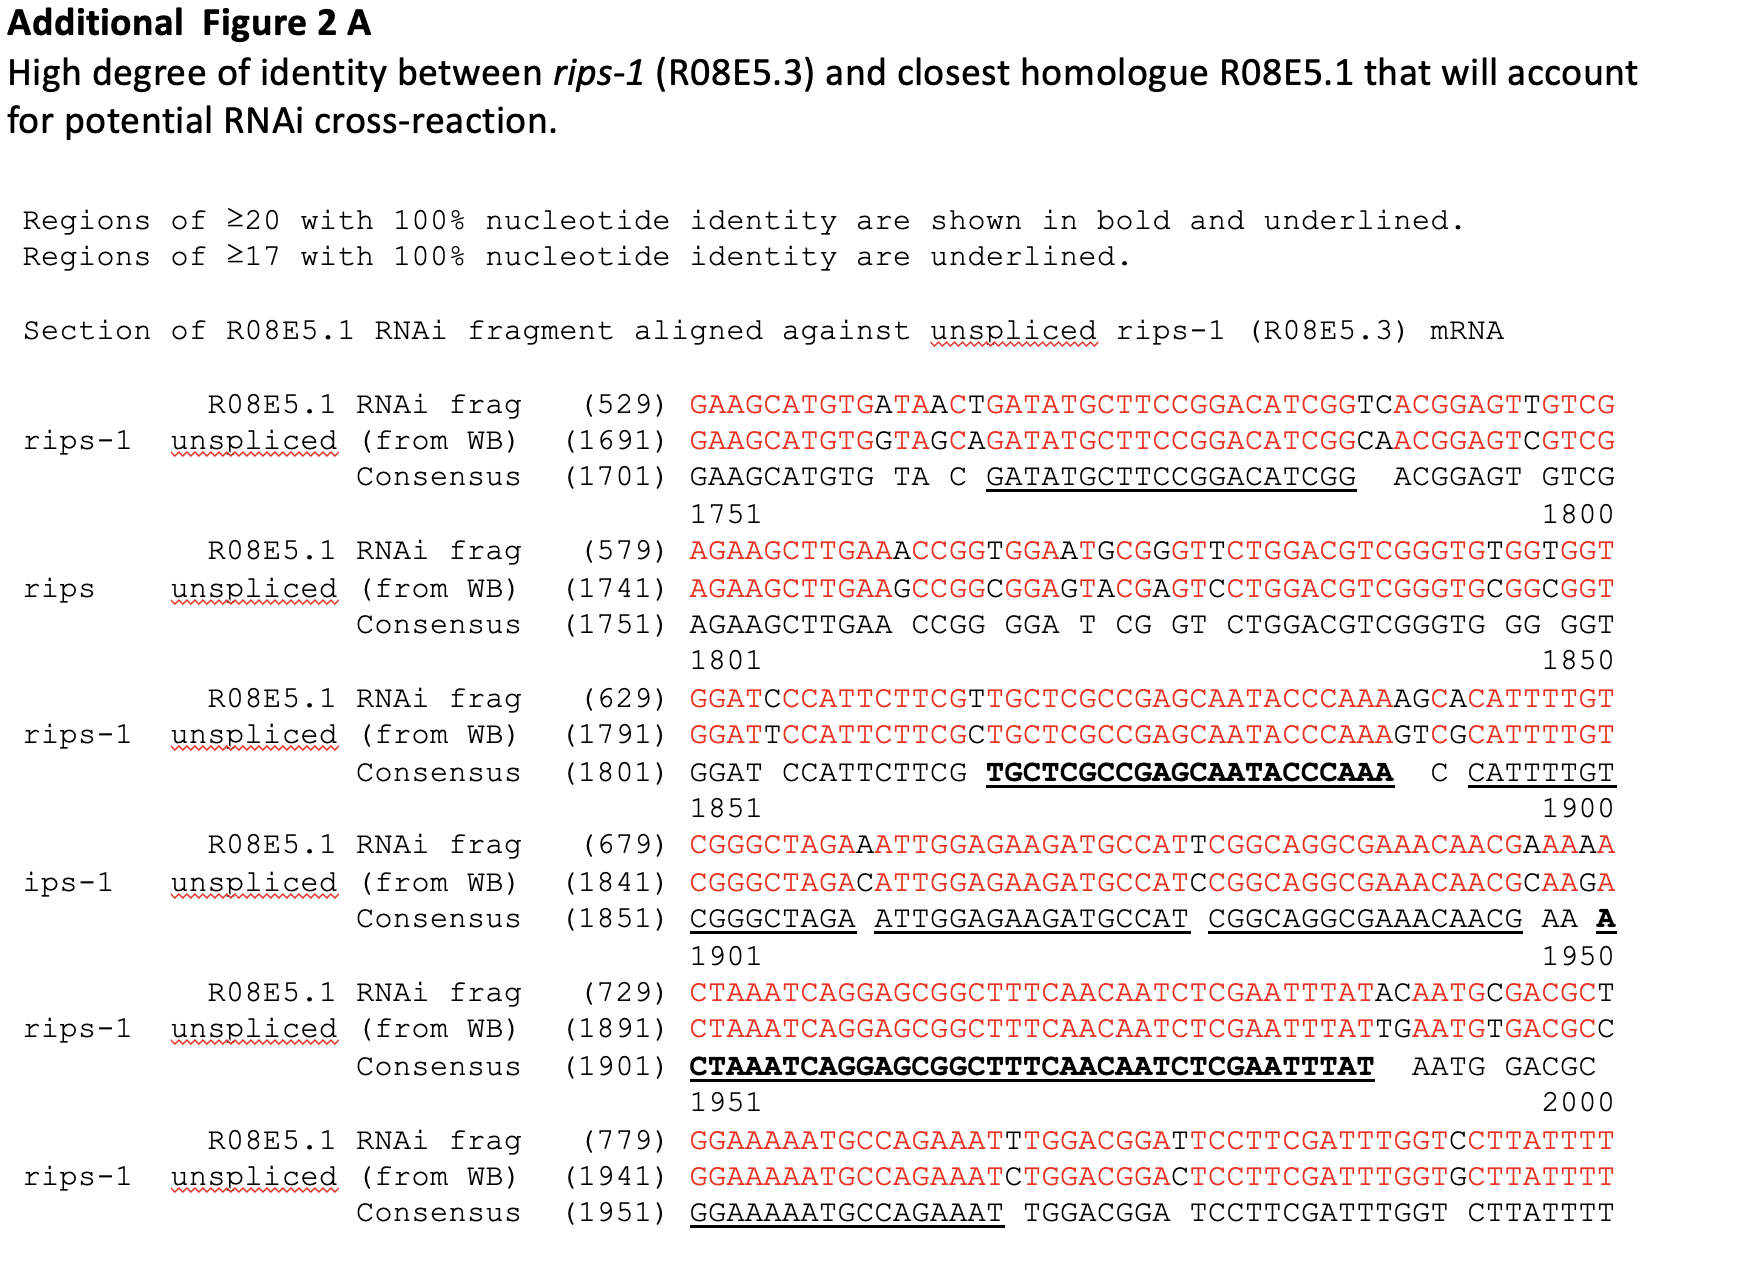 Additional Figure 2 A
High degree of identity between rips-1 (R08E5.3) and closest homologue R08E5.1 that will account
for potential RNAi cross-reaction.
Regions of ≥20 with 100% nucleotide identity are shown in bold and underlined.
Regions of ≥17 with 100% nucleotide identity are underlined.
Section of R08E5.1 RNAi fragment aligned against unspliced rips-1 (R08E5.3) mRNA
R08E5.1 RNAi frag (529) GAAGCATGTGATAACTGATATGCTTCCGGACATCGGTCACGGAGTTGTCG
rips-1 unspliced (from WB) (1691) GAAGCATGTGGTAGCAGATATGCTTCCGGACATCGGCAACGGAGTCGTCG
Consensus (1701) GAAGCATGTG TA C GATATGCTTCCGGACATCGG  ACGGAGT GTCG
1751 1800
R08E5.1 RNAi frag (579) AGAAGCTTGAAACCGGTGGAATGCGGGTTCTGGACGTCGGGTGTGGTGGT
rips unspliced (from WB) (1741) AGAAGCTTGAAGCCGGCGGAGTACGAGTCCTGGACGTCGGGTGCGGCGGT
Consensus (1751) AGAAGCTTGAA CCGG GGA T CG GT CTGGACGTCGGGTG GG GGT
1801 1850
R08E5.1 RNAi frag (629) GGATCCCATTCTTCGTTGCTCGCCGAGCAATACCCAAAAAGCACATTTTGT
rips-1 unspliced (from WB) (1791) GGATTCCATTCTTCGCTGCTCGCCGAGCAATACCCAAAGTCGCATTTTGT
Consensus (1801) GGAT CCATTCTTCG TGCTCGCCGAGCAATACCCAAA  C CATTTTGT
1851 1900
R08E5.1 RNAi frag (679) CGGGCTAGAAATTGGAGAAGATGCCATTCGGCAGGCGAAACAACGAAAAA
ips-1 unspliced (from WB) (1841) CGGGCTAGACATTGGAGAAGATGCCATCCGGCAGGCGAAACAACGCAAGA
Consensus (1851) CGGGCTAGA ATTGGAGAAGATGCCAT CGGCAGGCGAAACAACG AA A
1901 1950
R08E5.1 RNAi frag (729) CTAAATCAGGAGCGGCTTTCAACAATCTCGAATTTATACAATGCGACGCT
rips-1 unspliced (from WB) (1891) CTAAATCAGGAGCGGCTTTCAACAATCTCGAATTTATTGAATGTGACGCC
Consensus (1901) CTAAATCAGGAGCGGCTTTCAACAATCTCGAATTTAT  AATG GACGC
1951 2000
R08E5.1 RNAi frag (779) GGAAAAATGCCAGAAATTTGGACGGATTCCTTCGATTTGGTCCTTATTTT
rips-1 unspliced (from WB) (1941) GGAAAAATGCCAGAAATCTGGACGGACTCCTTCGATTTGGTGCTTATTTT
Consensus (1951) GGAAAAATGCCAGAAAT TGGACGGA TCCTTCGATTTGGT CTTATTTT